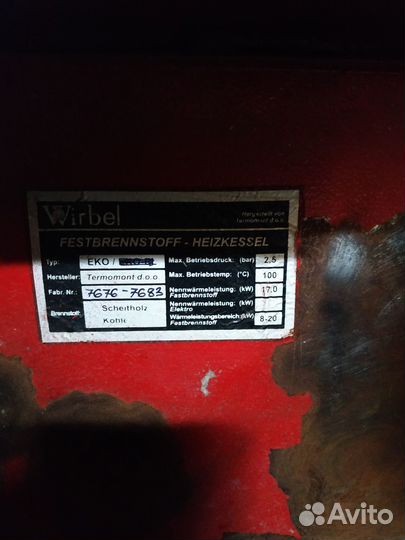 Wirbel
Hergestellt von
Termomont d.o.o
FESTBRENNSTOFF - HEIZKESSEL
Typ: EKO / Max. Betriebsdruck: (bar) 2,5
Hersteller: Termomont d.o.o Max. Betriebstemp: (°C) 100
Fabr. Nr.: 7676-7683 Nennwärmeleistung: (kW) 17.0
Festbrennstoff
Nennwärmeleistung: (kW)
Elektro
Brennstoff: Scheitholz
Kohle
Wärmeleistungsbereich:(kW) 8-20
Festbrennstoff
Avito